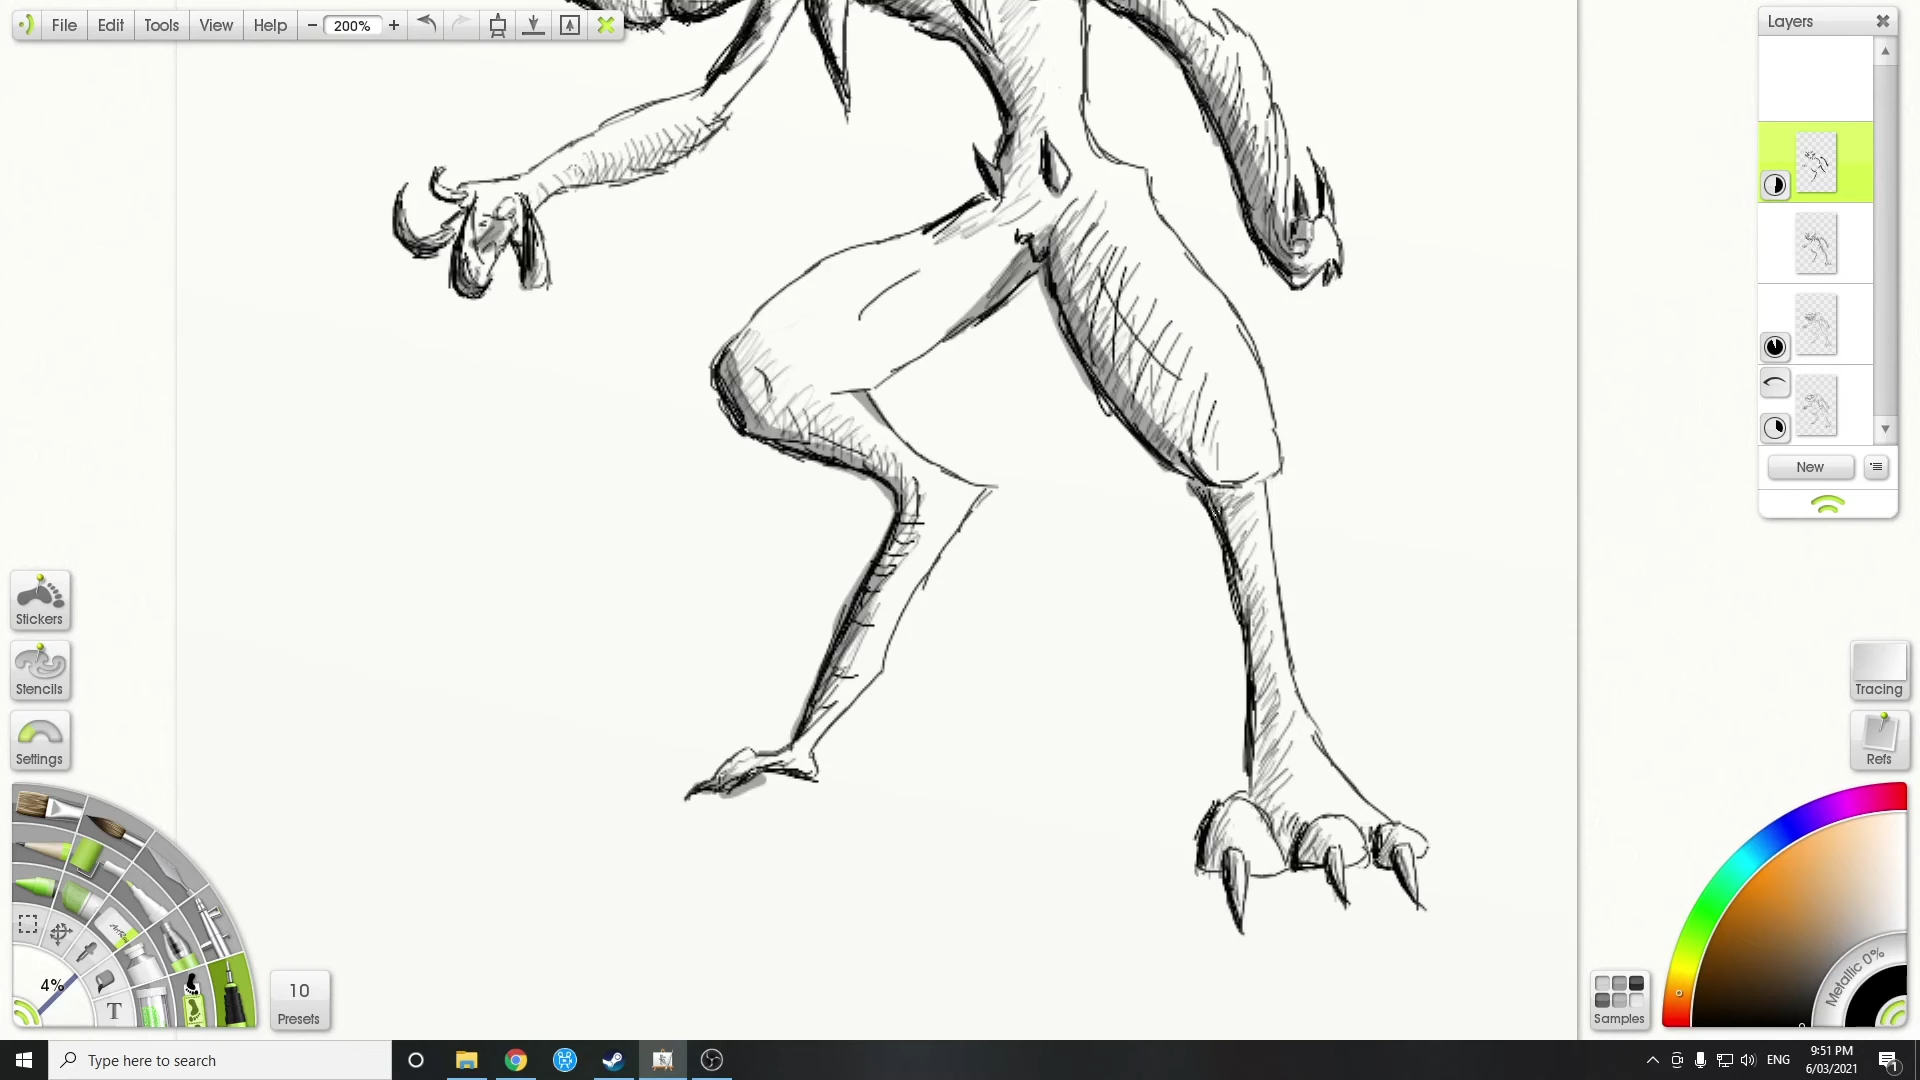 File Edit Tools View Help − 200% +
Layers
New
Stickers
Stencils
Settings
Tracing
Refs
4%
T
10
Presets
Metallic 0%
Samples
Type here to search
ENG
9:51 PM
6/03/2021
1